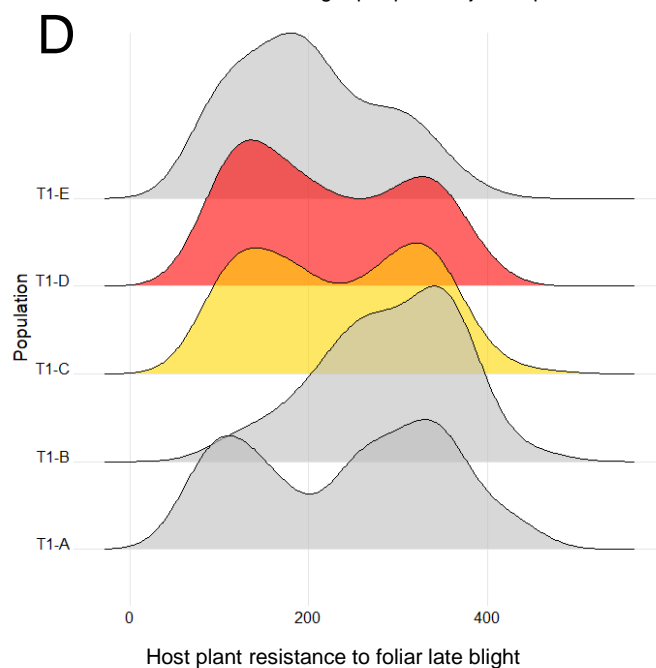 D
T1-E
T1-D
T1-C
T1-B
T1-A
Population
0 200 400
Host plant resistance to foliar late blight